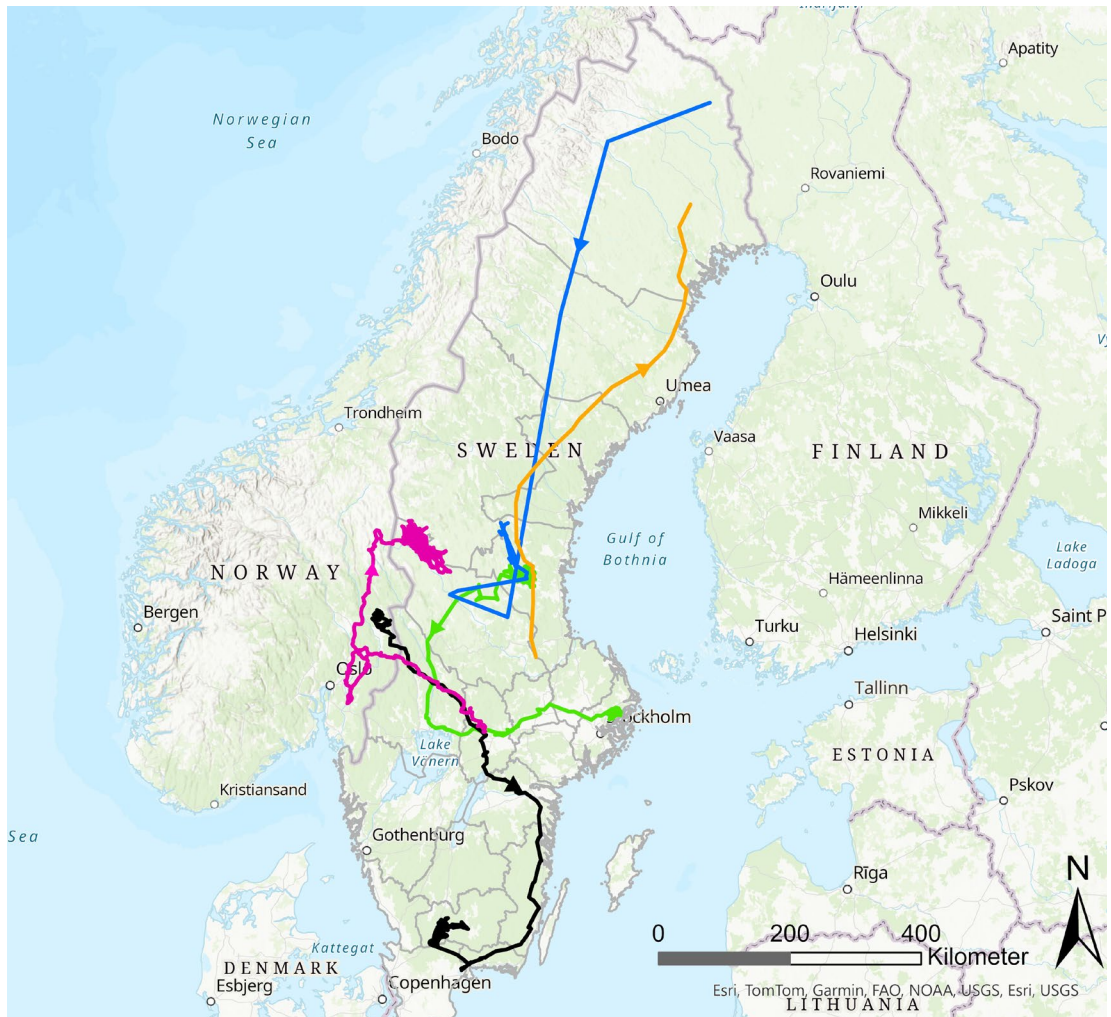 Apatity
Norwegian
Sea
Bodo
Rovaniemi
Oulu
Umea
Trondheim
Vaasa
SWEDEN
FINLAND
Mikkeli
Gulf of
Bothnia
Lake
Ladoga
NORWAY
Hämeenlinna
Bergen
Saint P
Turku
Helsinki
Oslo
Tallinn
Stockholm
Lake
Vänern
ESTONIA
Kristiansand
Pskov
Sea
Gothenburg
Rīga
N
0 200 400
Kilometer
Kattegat
DENMARK
Copenhagen
Esbjerg
Esri, TomTom, Garmin, FAO, NOAA, USGS, Esri, USGS
LITHUANIA